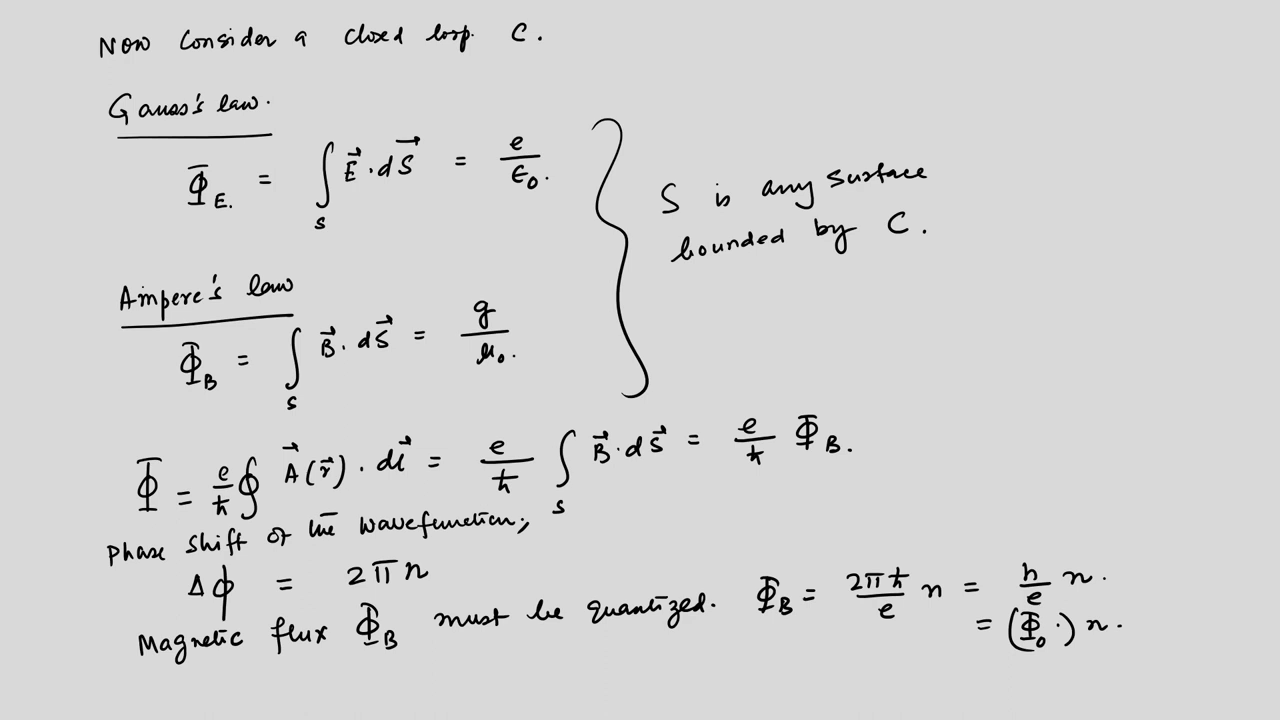 Now consider a closed loop C.
Gauss's law.
Φ_E. = ∫_S E⃗ · dS⃗ = e/ε₀.
S is any surface
bounded by C.
Ampere's law
Φ_B = ∫_S B⃗ · dS⃗ = g/μ₀.
Φ = e/ħ ∮ A⃗(r⃗) · dl⃗ = e/ħ ∫_S B⃗ · dS⃗ = e/ħ Φ_B.
Phase shift of the wavefunction,
Δϕ = 2πn
Magnetic flux Φ_B must be quantized. Φ_B = 2πħ/e n = h/e n.
= (Φ₀.) n.